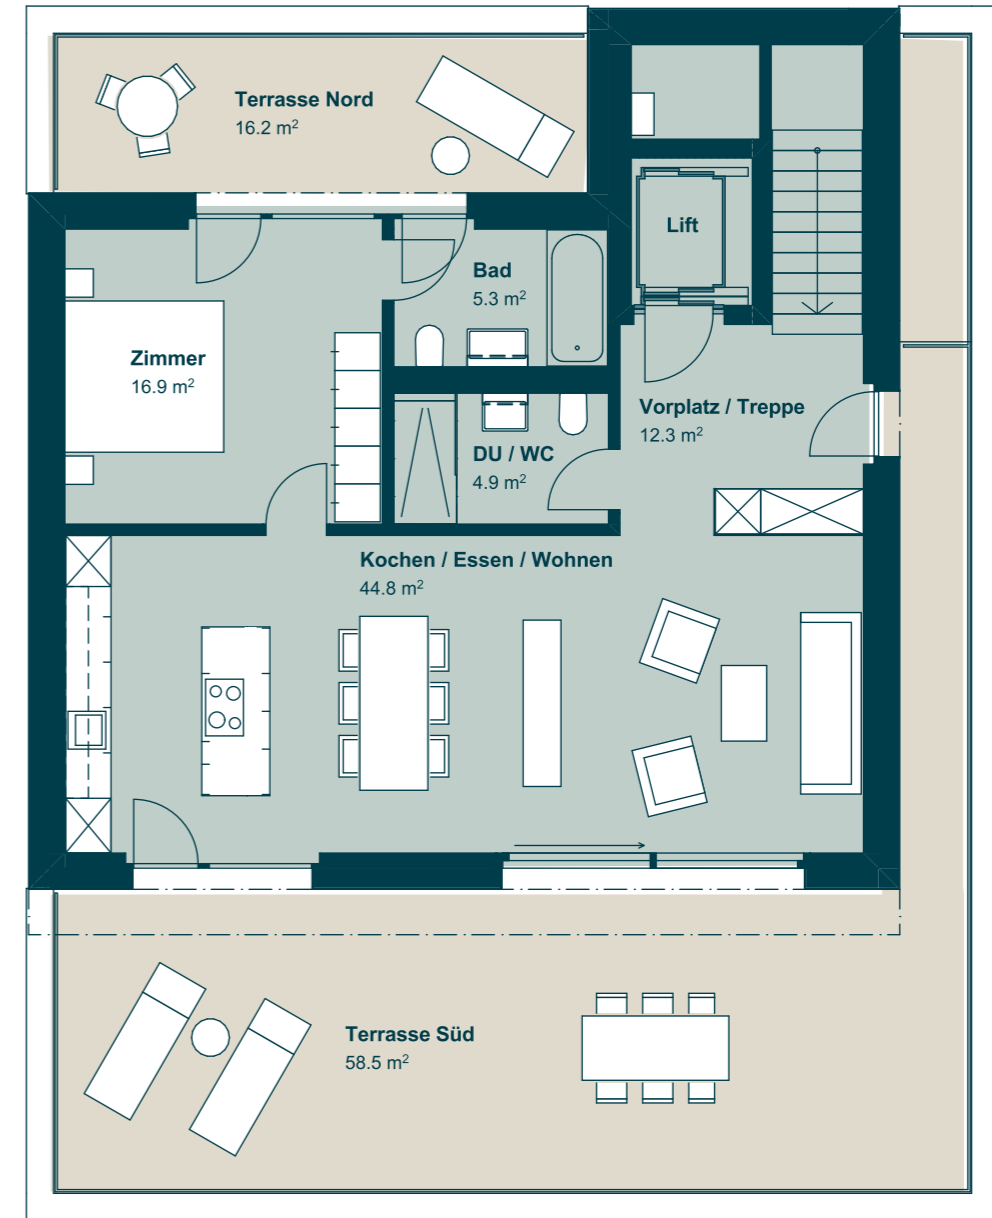 Terrasse Nord
16.2 m²
Lift
Bad
5.3 m²
Zimmer
16.9 m²
Vorplatz / Treppe
12.3 m²
DU / WC
4.9 m²
Kochen / Essen / Wohnen
44.8 m²
Terrasse Süd
58.5 m²